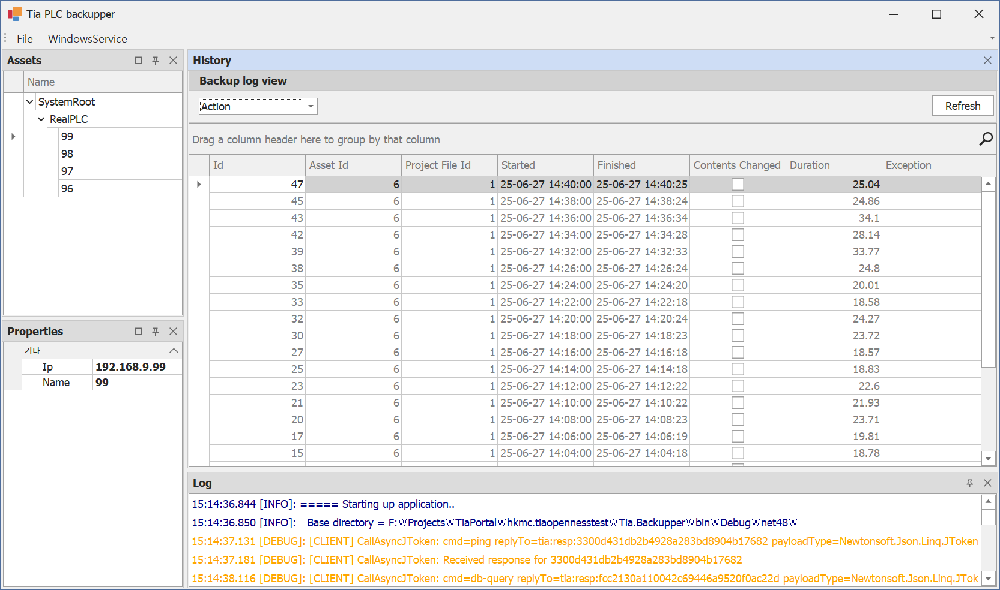 Tia PLC backupper
File WindowsService
Assets
Name
SystemRoot
RealPLC
99
98
97
96
Properties
기타
Ip 192.168.9.99
Name 99
History
Backup log view
Action Refresh
Drag a column header here to group by that column
Id Asset Id Project File Id Started Finished Contents Changed Duration Exception
47 6 1 25-06-27 14:40:00 25-06-27 14:40:25 25.04
45 6 1 25-06-27 14:38:00 25-06-27 14:38:24 24.86
43 6 1 25-06-27 14:36:00 25-06-27 14:36:34 34.1
42 6 1 25-06-27 14:34:00 25-06-27 14:34:28 28.14
39 6 1 25-06-27 14:32:00 25-06-27 14:32:33 33.77
38 6 1 25-06-27 14:26:00 25-06-27 14:26:24 24.8
35 6 1 25-06-27 14:24:00 25-06-27 14:24:20 20.01
33 6 1 25-06-27 14:22:00 25-06-27 14:22:18 18.58
32 6 1 25-06-27 14:20:00 25-06-27 14:20:24 24.27
30 6 1 25-06-27 14:18:00 25-06-27 14:18:23 23.72
27 6 1 25-06-27 14:16:00 25-06-27 14:16:18 18.57
25 6 1 25-06-27 14:14:00 25-06-27 14:14:18 18.83
23 6 1 25-06-27 14:12:00 25-06-27 14:12:22 22.6
21 6 1 25-06-27 14:10:00 25-06-27 14:10:22 21.93
20 6 1 25-06-27 14:08:00 25-06-27 14:08:23 23.71
17 6 1 25-06-27 14:06:00 25-06-27 14:06:19 19.81
15 6 1 25-06-27 14:04:00 25-06-27 14:04:18 18.78
Log
15:14:36.844 [INFO]: ===== Starting up application..
15:14:36.850 [INFO]: Base directory = F:₩Projects₩TiaPortal₩hkmc.tiaopennesstest₩Tia.Backupper₩bin₩Debug₩net48₩
15:14:37.131 [DEBUG]: [CLIENT] CallAsyncJToken: cmd=ping replyTo=tia:resp:3300d431db2b4928a283bd8904b17682 payloadType=Newtonsoft.Json.Linq.JToken
15:14:37.181 [DEBUG]: [CLIENT] CallAsyncJToken: Received response for 3300d431db2b4928a283bd8904b17682
15:14:38.116 [DEBUG]: [CLIENT] CallAsyncJToken: cmd=db-query replyTo=tia:resp:fcc2130a110042c69446a9520f0ac22d payloadType=Newtonsoft.Json.Linq.JTok